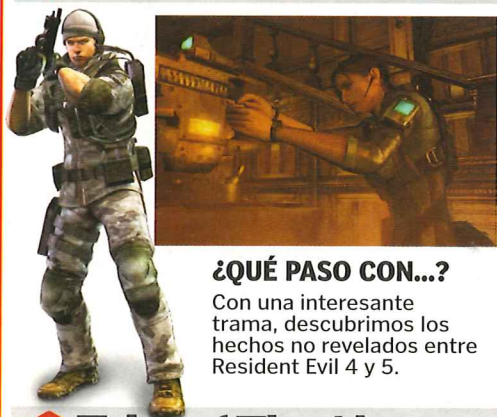 ¿QUÉ PASO CON...?
Con una interesante
trama, descubrimos los
hechos no revelados entre
Resident Evil 4 y 5.